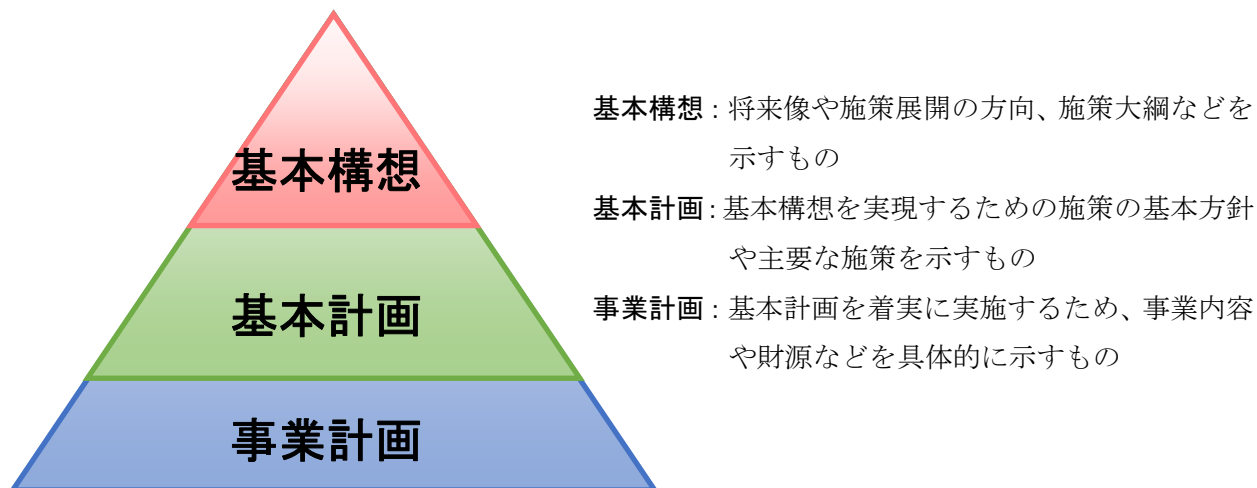 基本構想
基本計画
事業計画
基本構想：将来像や施策展開の方向、施策大綱などを
示すもの
基本計画：基本構想を実現するための施策の基本方針
や主要な施策を示すもの
事業計画：基本計画を着実に実施するため、事業内容
や財源などを具体的に示すもの